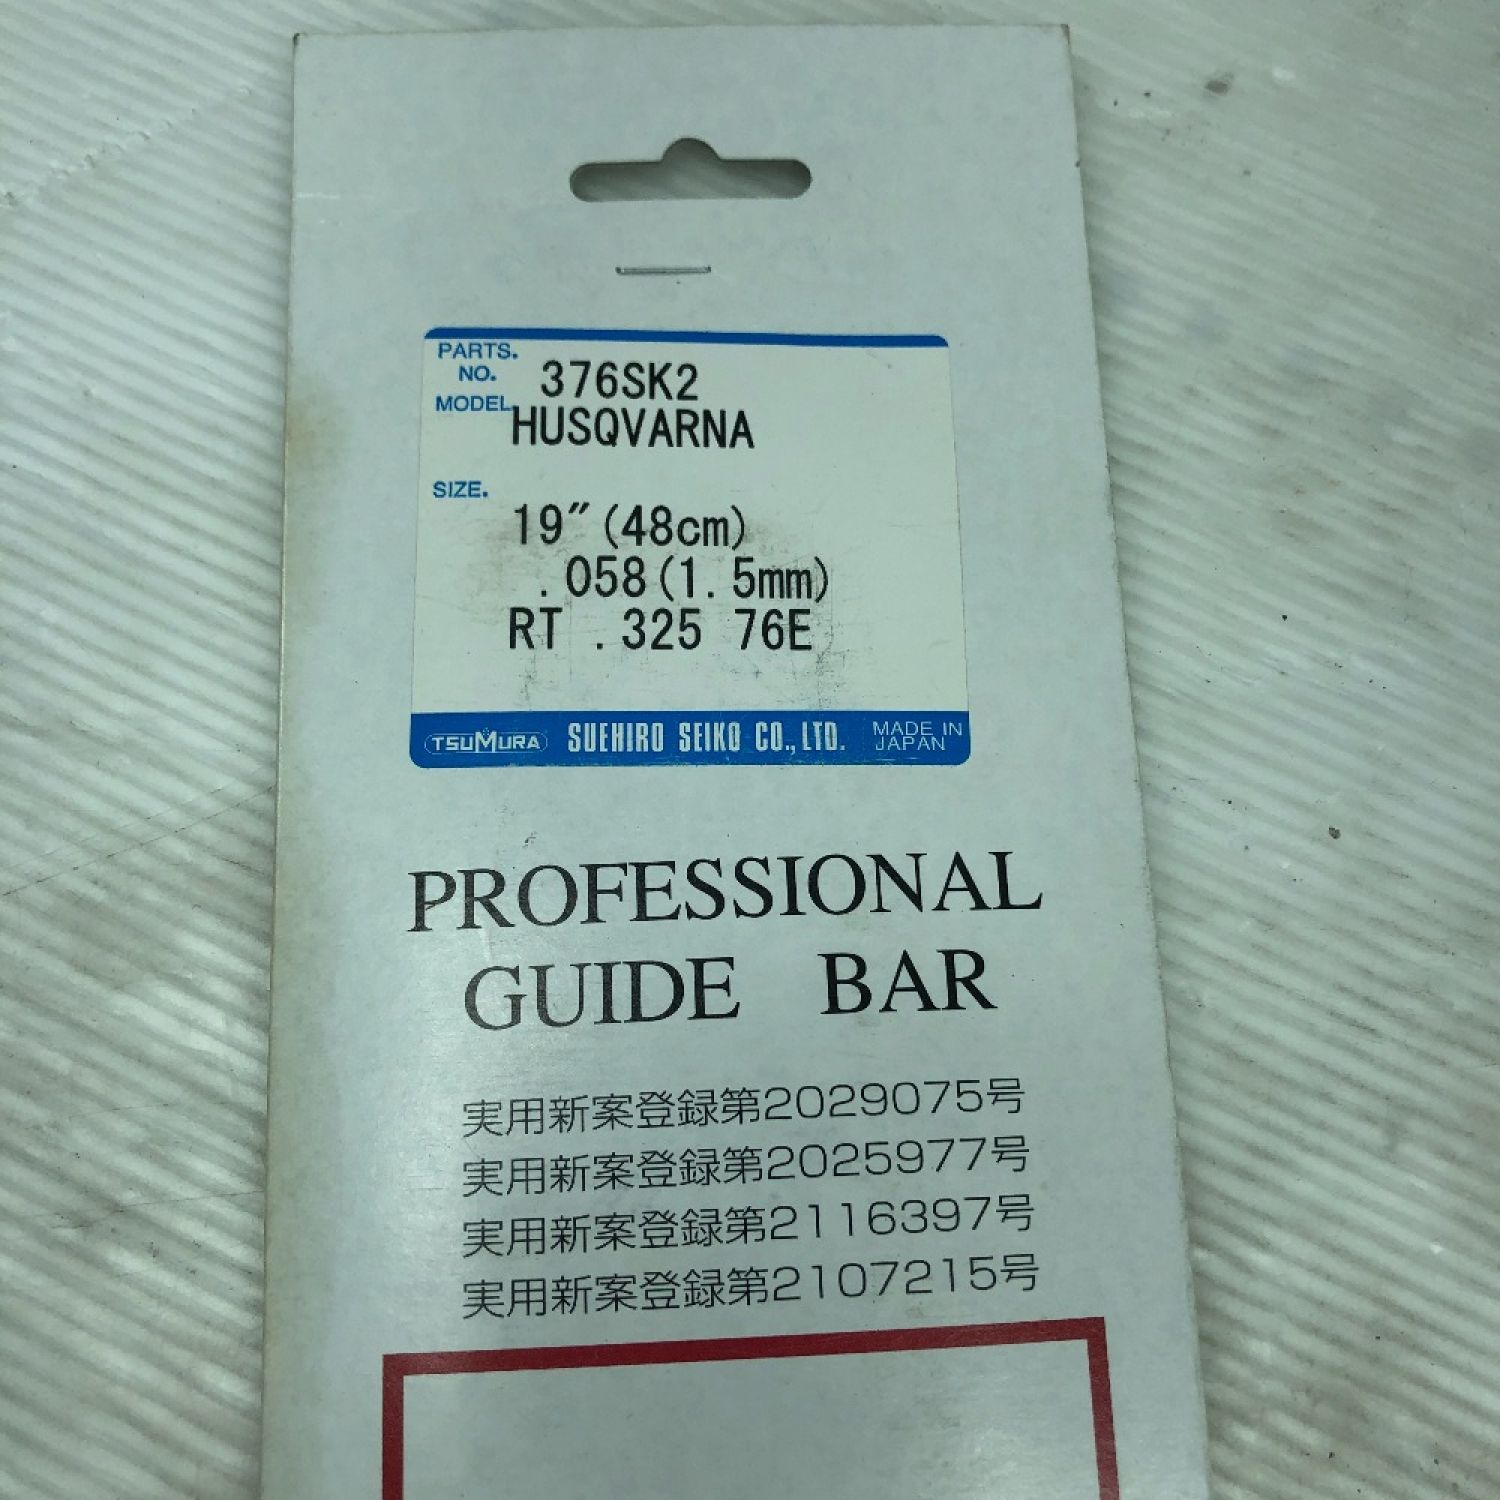 PARTS. NO. 376SK2
MODEL. HUSQVARNA
SIZE.
19"(48cm)
.058(1.5mm)
RT .325 76E
TSUMURA SUEHIRO SEIKO CO., LTD. MADE IN JAPAN
PROFESSIONAL
GUIDE BAR
実用新案登録第2029075号
実用新案登録第2025977号
実用新案登録第2116397号
実用新案登録第2107215号